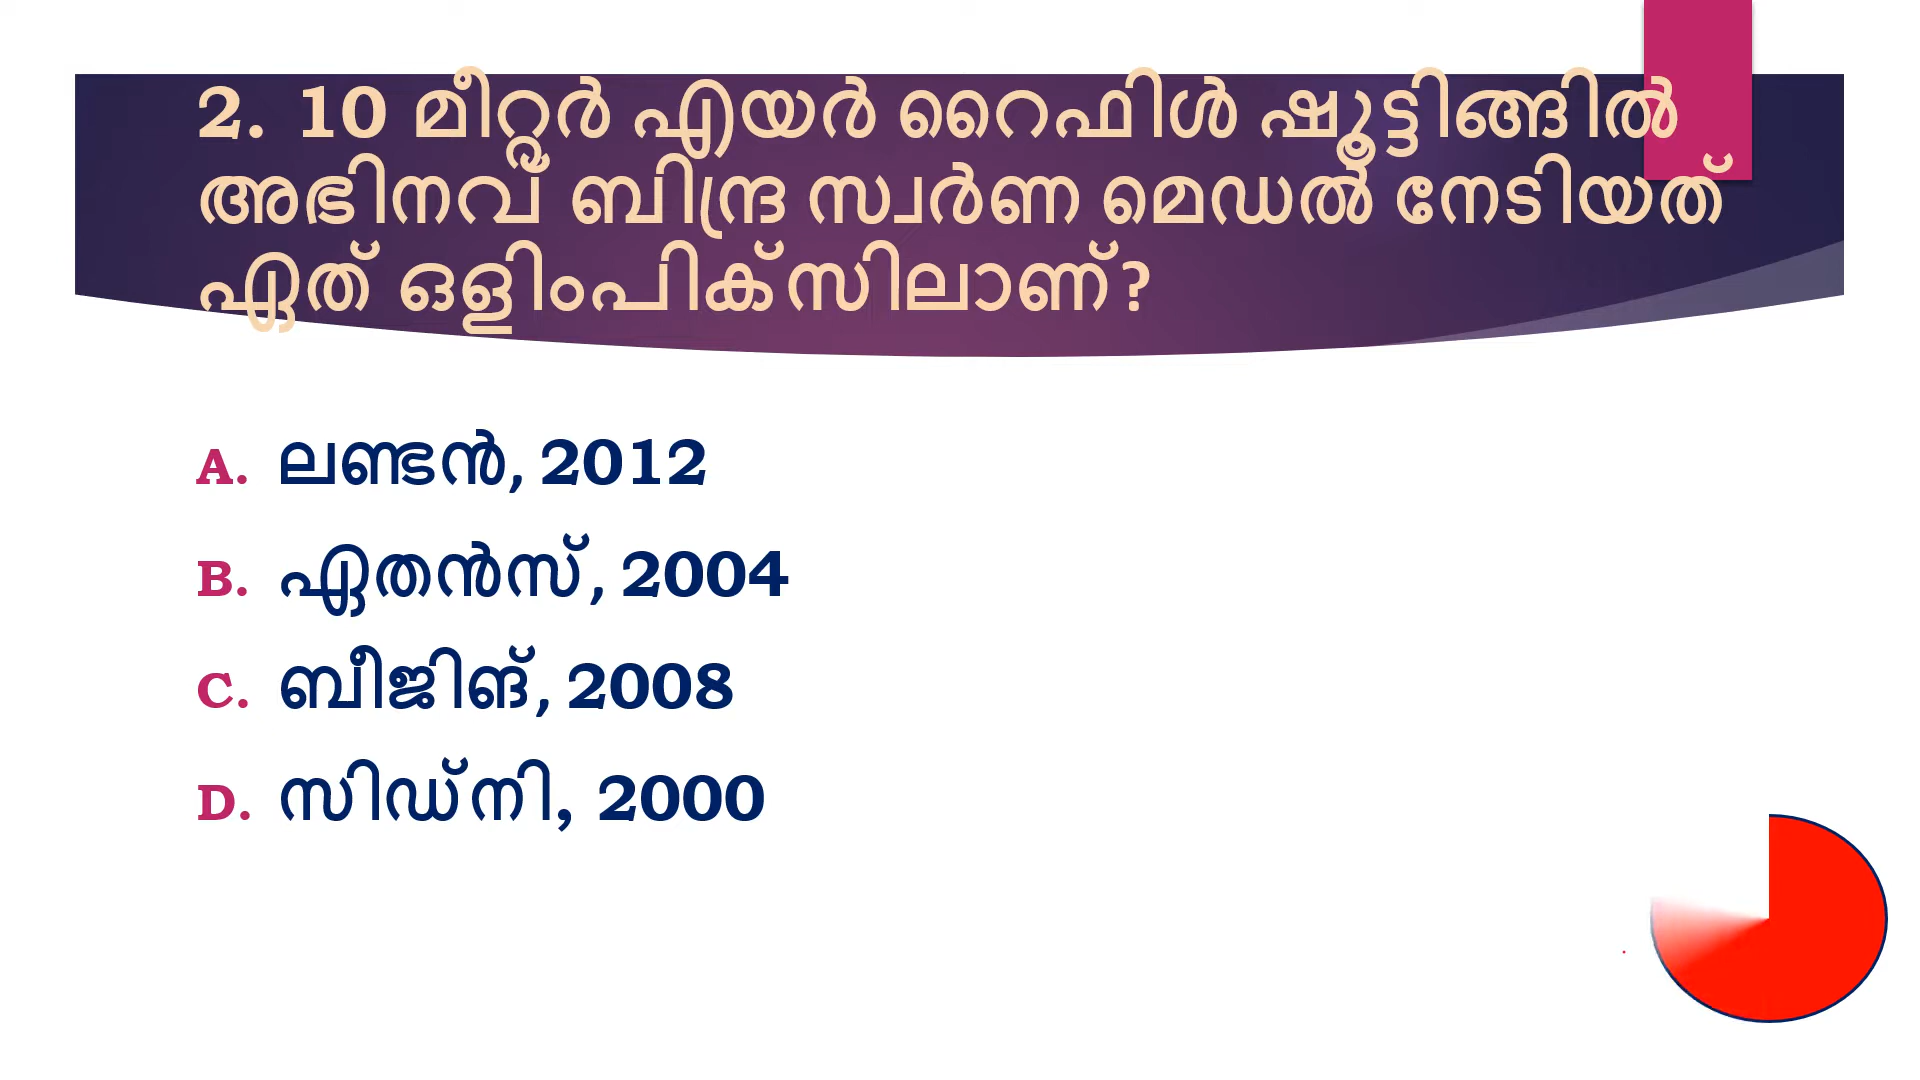 2. 10 മീറ്റർ എയർ റൈഫിൾ ഷൂട്ടിങ്ങിൽ
അഭിനവ് ബിന്ദ്ര സ്വർണ മെഡൽ നേടിയത്
ഏത് ഒളിംപിക്സിലാണ്?
A. ലണ്ടൻ, 2012
B. ഏതൻസ്, 2004
C. ബീജിങ്, 2008
D. സിഡ്നി, 2000